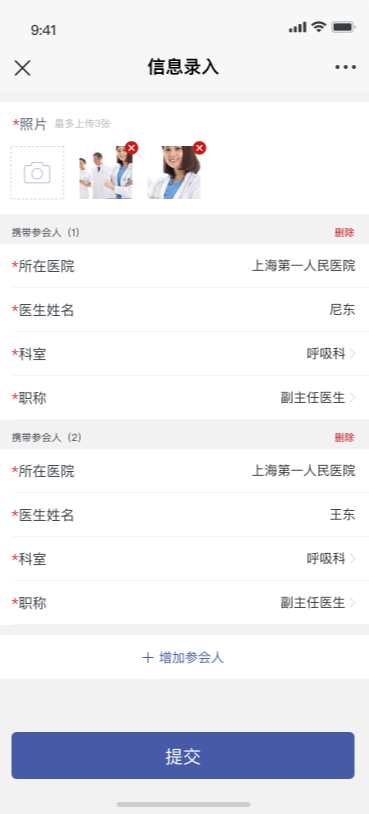 9:41
信息录入
*照片 最多上传3张
携带参会人（1） 删除
*所在医院 上海第一人民医院
*医生姓名 尼东
*科室 呼吸科
*职称 副主任医生
携带参会人（2） 删除
*所在医院 上海第一人民医院
*医生姓名 王东
*科室 呼吸科
*职称 副主任医生
+ 增加参会人
提交